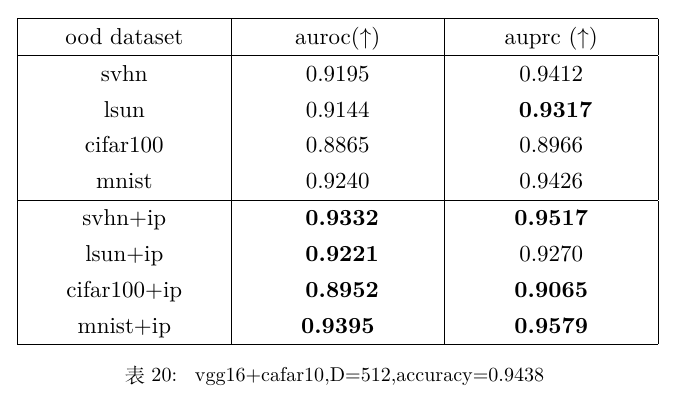 ood dataset auroc(↑) auprc (↑)
svhn 0.9195 0.9412
lsun 0.9144 0.9317
cifar100 0.8865 0.8966
mnist 0.9240 0.9426
svhn+ip 0.9332 0.9517
lsun+ip 0.9221 0.9270
cifar100+ip 0.8952 0.9065
mnist+ip 0.9395 0.9579
表 20: vgg16+cafar10,D=512,accuracy=0.9438